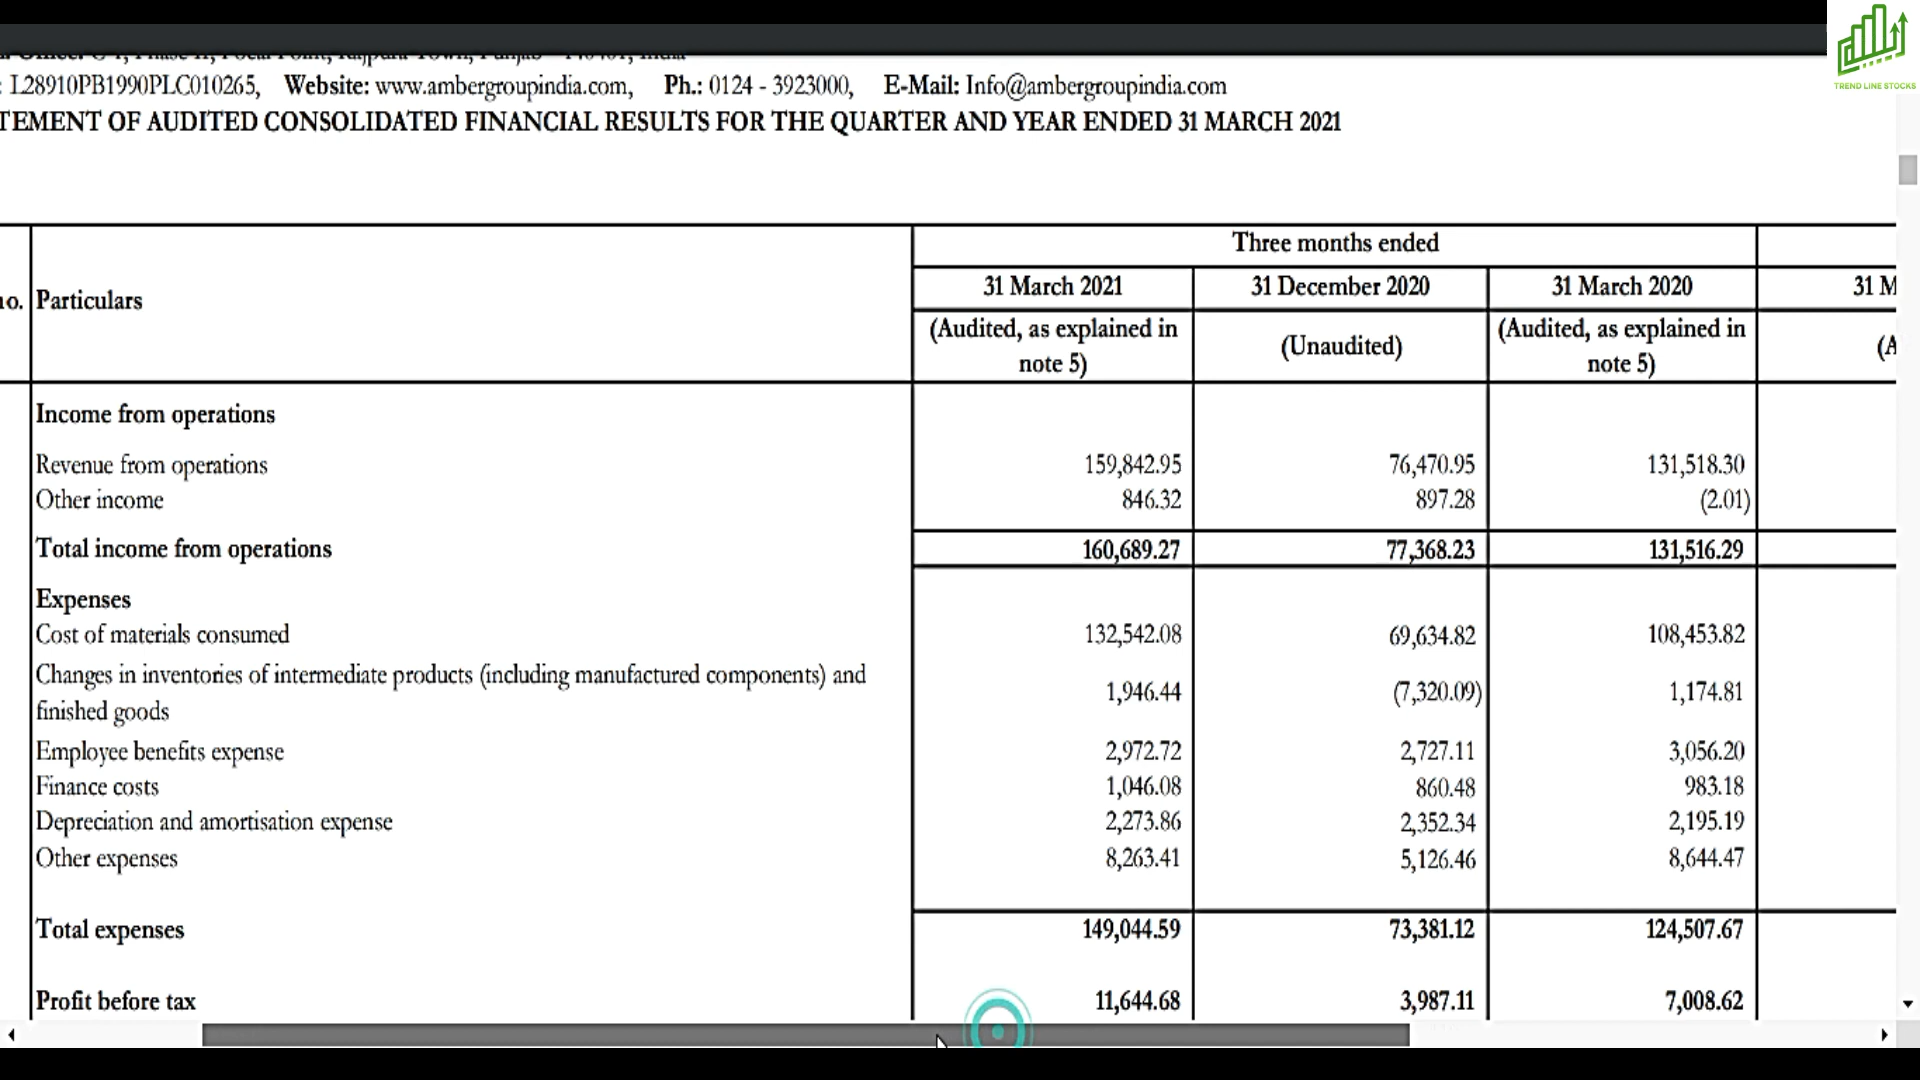 L28910PB1990PLC010265, Website: www.ambergroupindia.com, Ph.: 0124 - 3923000, E-Mail: Info@ambergroupindia.com
TEMENT OF AUDITED CONSOLIDATED FINANCIAL RESULTS FOR THE QUARTER AND YEAR ENDED 31 MARCH 2021
TREND LINE STOCKS
Three months ended
no. Particulars 31 March 2021 31 December 2020 31 March 2020 31 M
(Audited, as explained in note 5) (Unaudited) (Audited, as explained in note 5) (A
Income from operations
Revenue from operations 159,842.95 76,470.95 131,518.30
Other income 846.32 897.28 (2.01)
Total income from operations 160,689.27 77,368.23 131,516.29
Expenses
Cost of materials consumed 132,542.08 69,634.82 108,453.82
Changes in inventories of intermediate products (including manufactured components) and
finished goods 1,946.44 (7,320.09) 1,174.81
Employee benefits expense 2,972.72 2,727.11 3,056.20
Finance costs 1,046.08 860.48 983.18
Depreciation and amortisation expense 2,273.86 2,352.34 2,195.19
Other expenses 8,263.41 5,126.46 8,644.47
Total expenses 149,044.59 73,381.12 124,507.67
Profit before tax 11,644.68 3,987.11 7,008.62